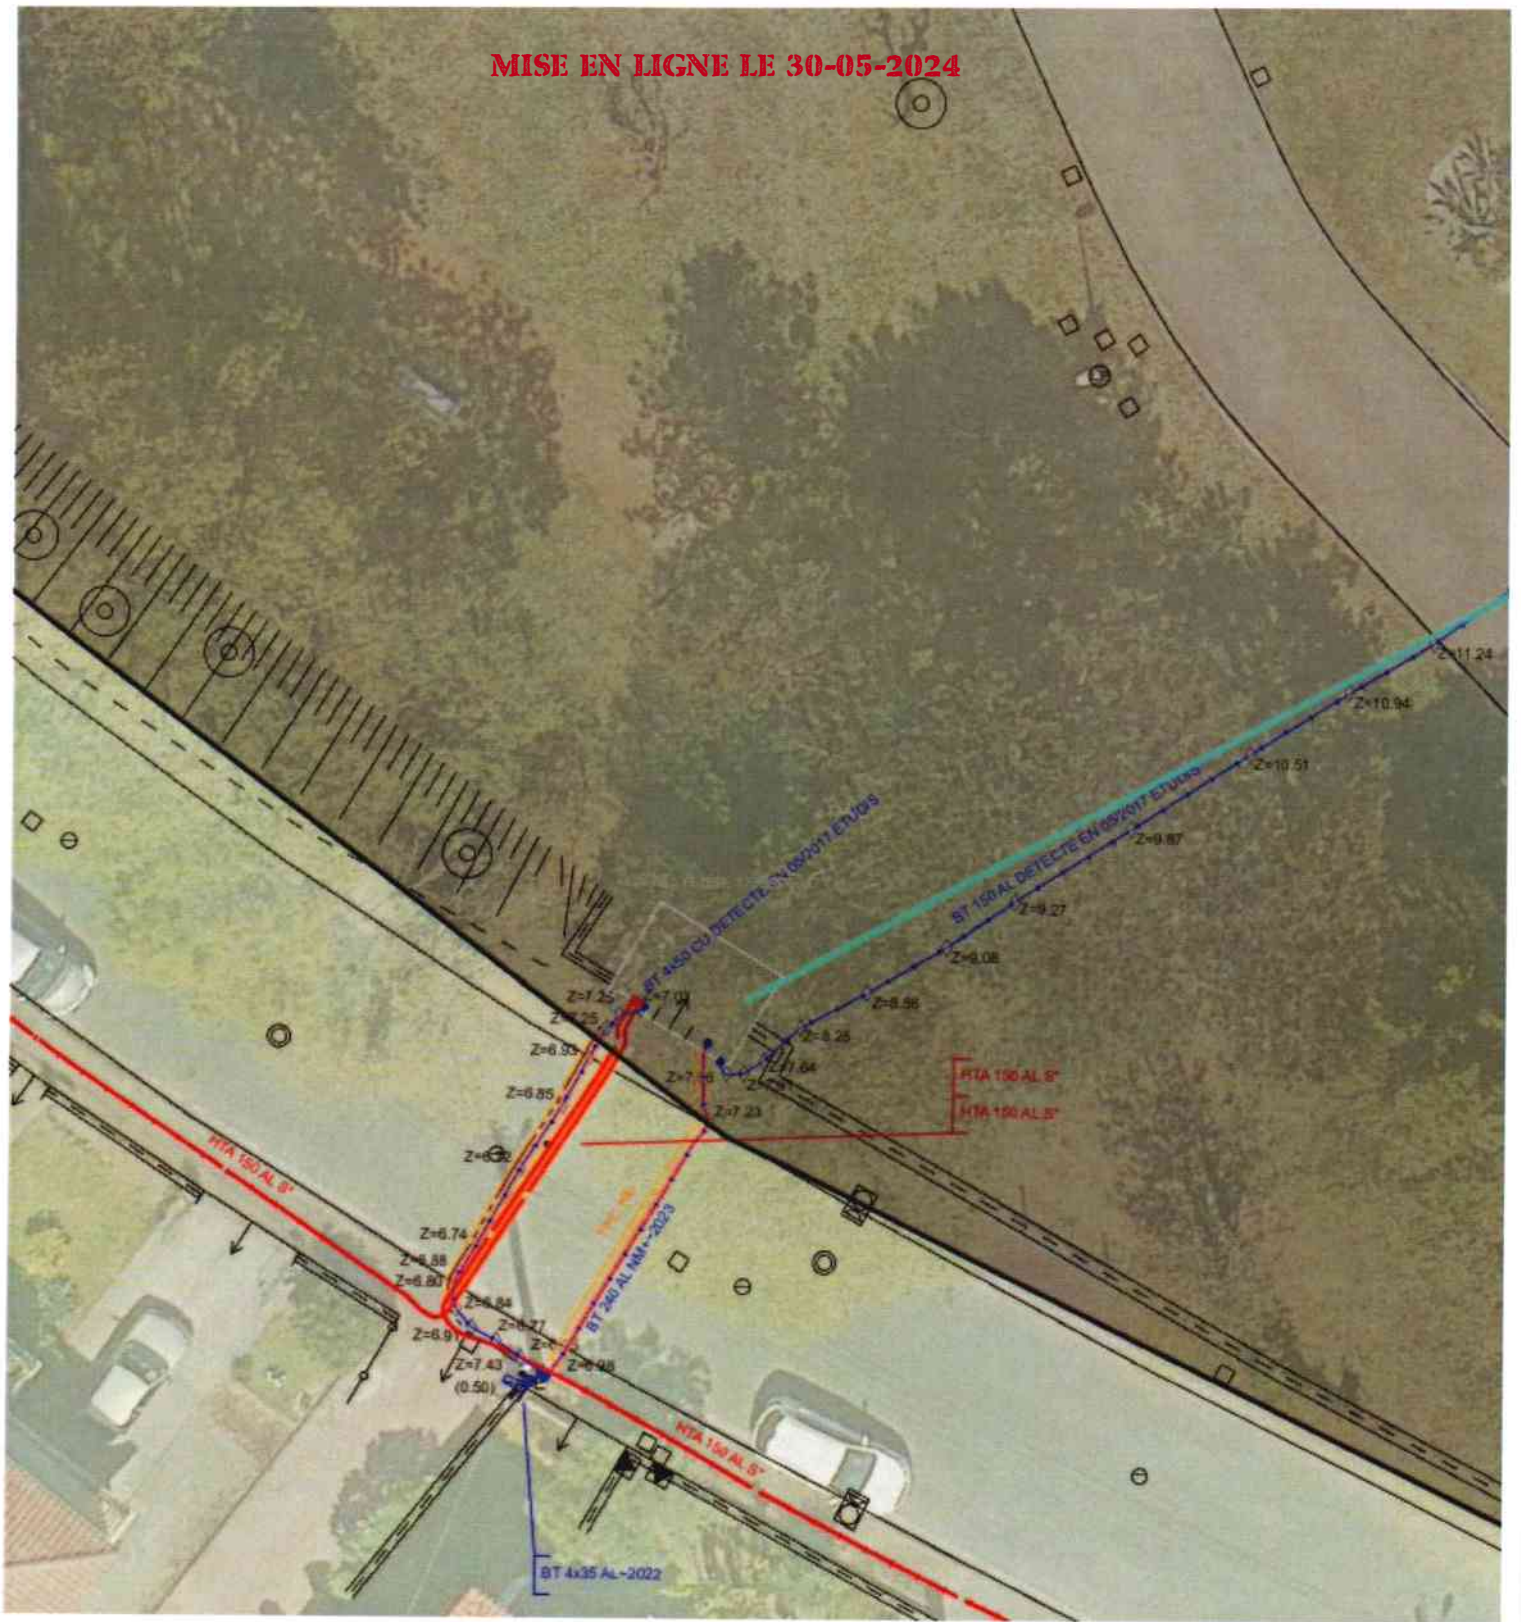 MISE EN LIGNE LE 30-05-2024
Z=11.24
Z=10.94
Z=10.51
Z=9.87
BT 150 AL DETECTE EN 05/2017 ETUDIS
Z=9.27
Z=9.08
Z=8.56
Z=8.25
BT 4x50 CU DETECTE EN 05/2017 ETUDIS
Z=7.25
Z=7.03
Z=7.25
Z=6.93
Z=6.85
Z=7.23
HTA 150 AL S*
HTA 150 AL S*
HTA 150 AL S*
Z=6.74
Z=6.88
Z=6.80
Z=6.84
Z=6.91
Z=6.77
Z=6.98
Z=7.43
(0.50)
BT 240 AL NM+~2023
HTA 150 AL S*
BT 4x35 AL~2022